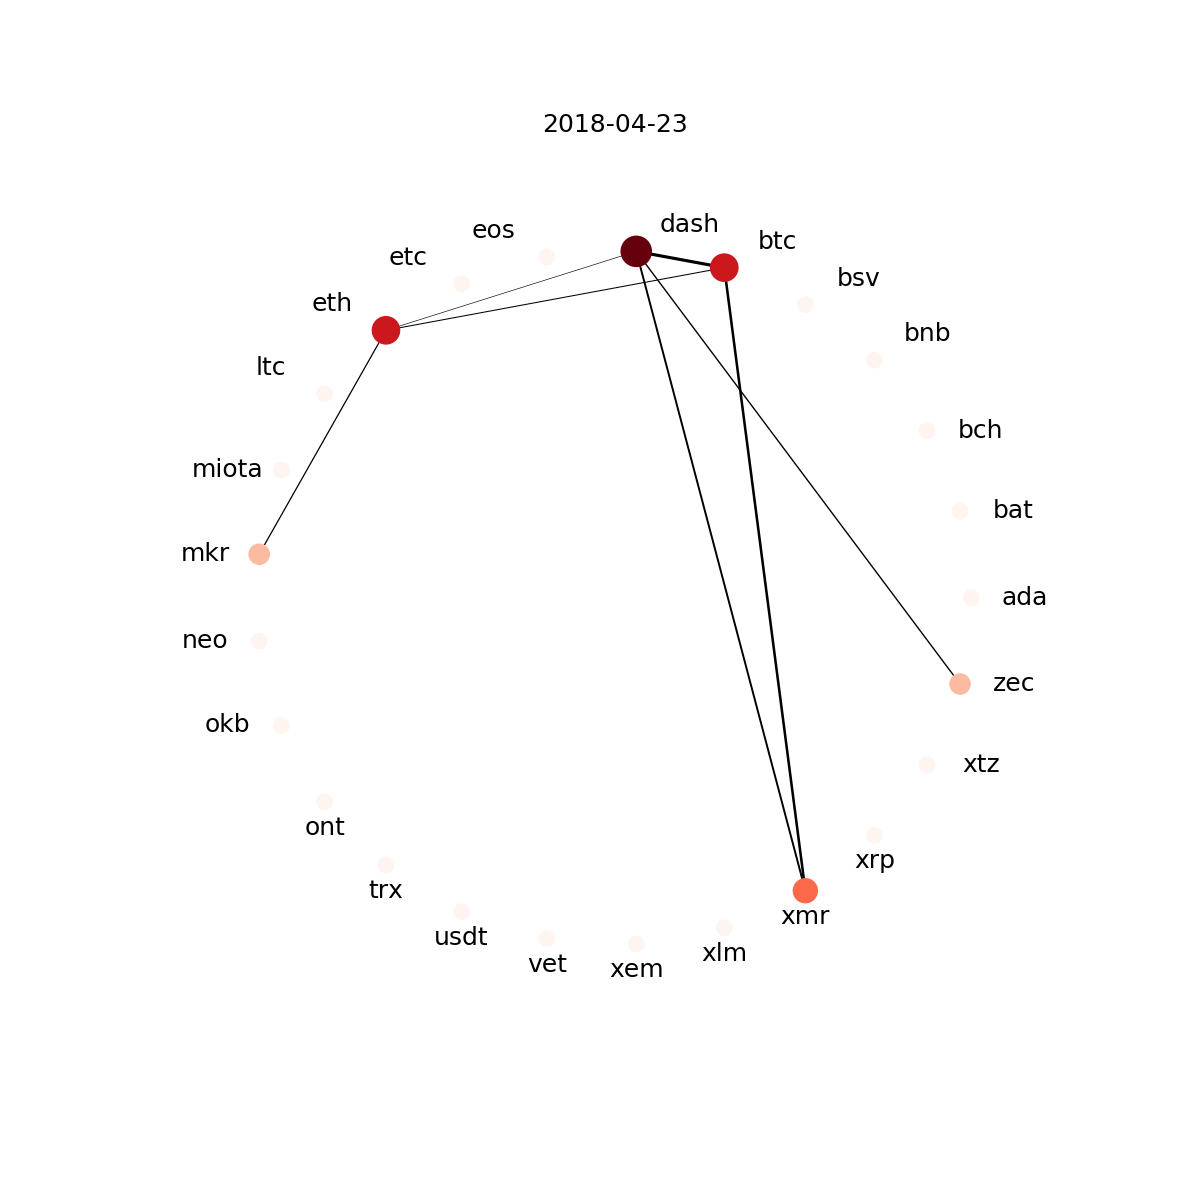 2018-04-23
dash
btc
eos
etc
bsv
eth
bnb
ltc
bch
miota
bat
mkr
ada
neo
zec
okb
xtz
ont
xrp
trx
xmr
usdt
xlm
vet
xem